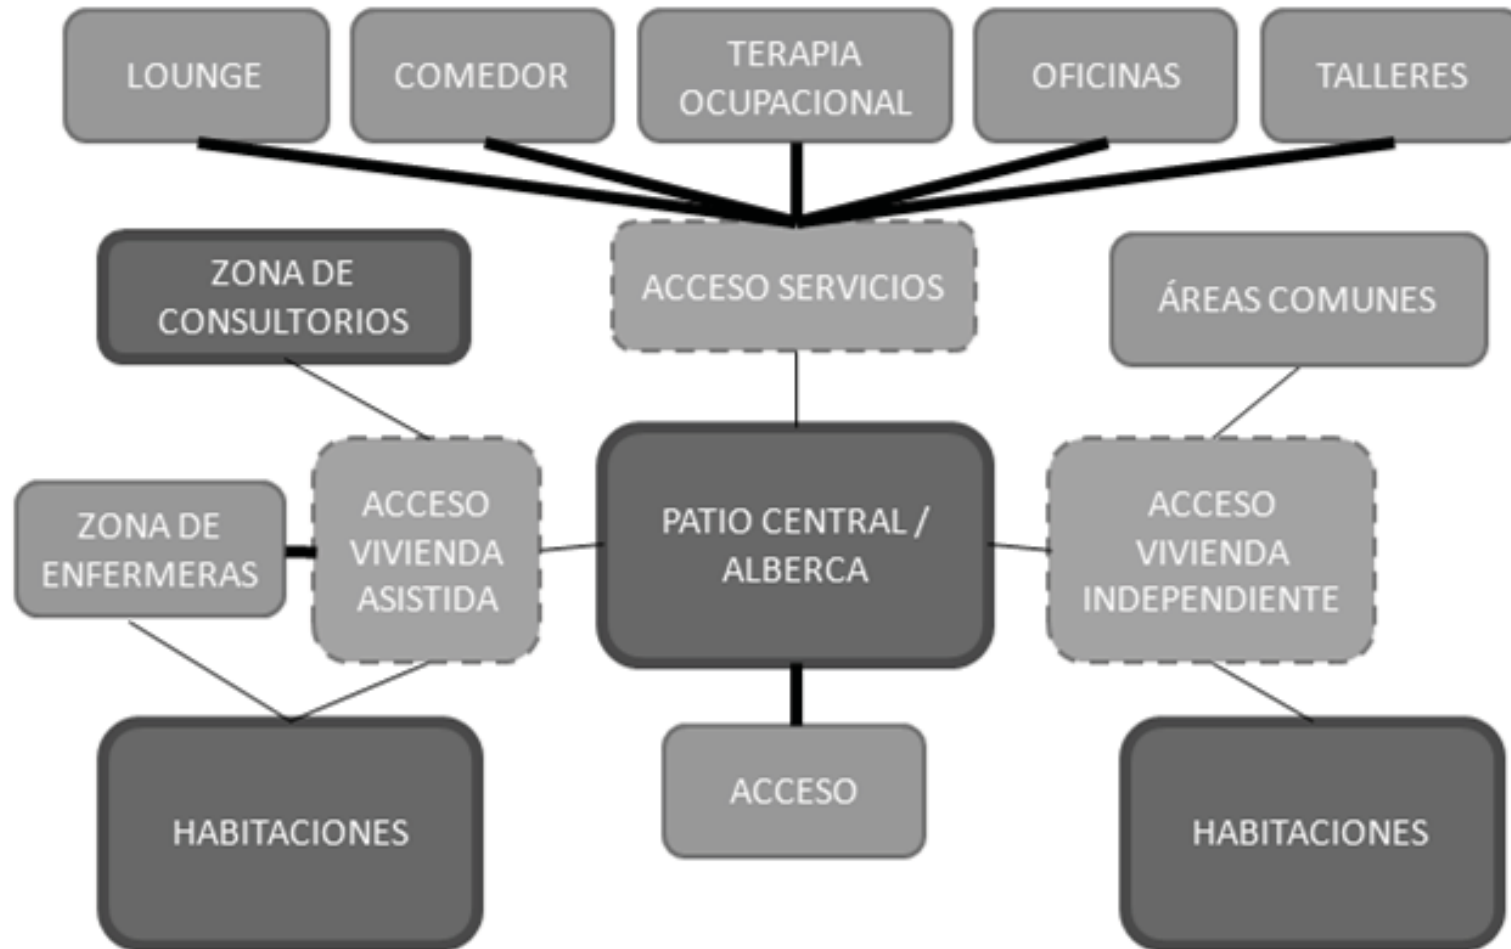 LOUNGE
COMEDOR
TERAPIA
OCUPACIONAL
OFICINAS
TALLERES
ZONA DE
CONSULTORIOS
ACCESO SERVICIOS
ÁREAS COMUNES
ZONA DE
ENFERMERAS
ACCESO
VIVIENDA
ASISTIDA
PATIO CENTRAL /
ALBERCA
ACCESO
VIVIENDA
INDEPENDIENTE
HABITACIONES
ACCESO
HABITACIONES